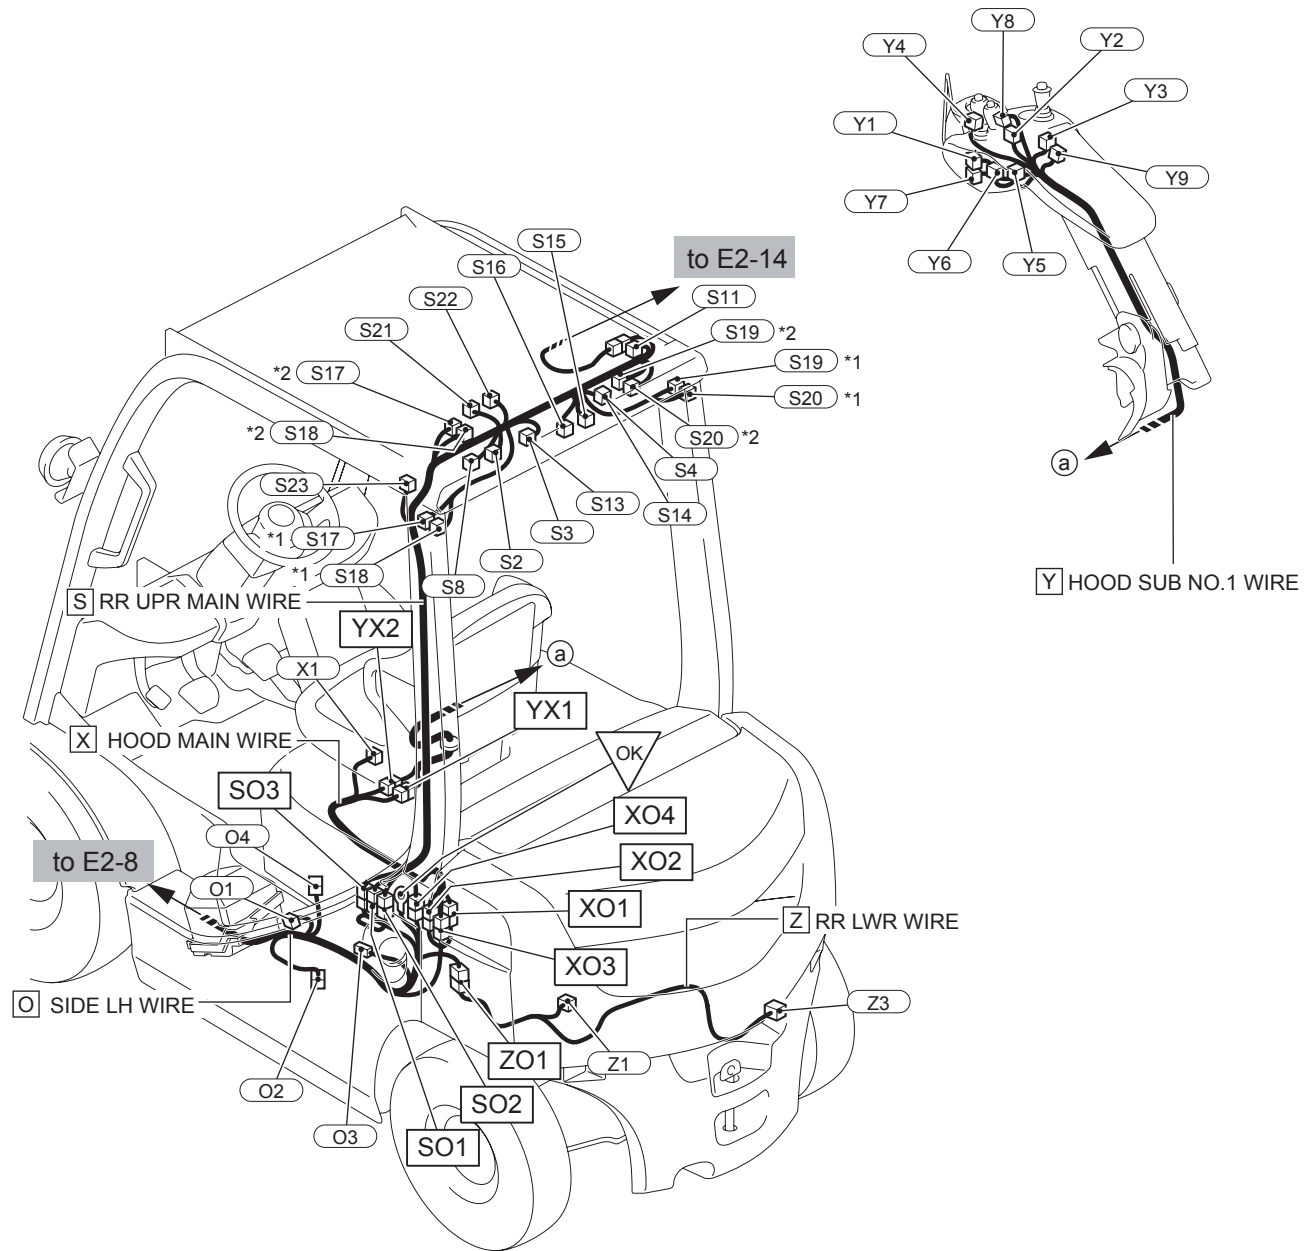 Y8
Y4
Y2
Y3
Y1
Y9
Y7
Y6
Y5
S15
to E2-14
S16
S22
S11
S21
S19 *2
*2 S17
S19 *1
S20 *1
*2 S18
S20 *2
S4
S23
S13
S14
S3
*1 S17
S2
*1 S18
S8
a
Y HOOD SUB NO.1 WIRE
S RR UPR MAIN WIRE
YX2
X1
a
YX1
X HOOD MAIN WIRE
OK
SO3
XO4
O4
to E2-8
XO2
O1
XO1
Z RR LWR WIRE
XO3
O SIDE LH WIRE
Z3
ZO1
Z1
O2
SO2
O3
SO1